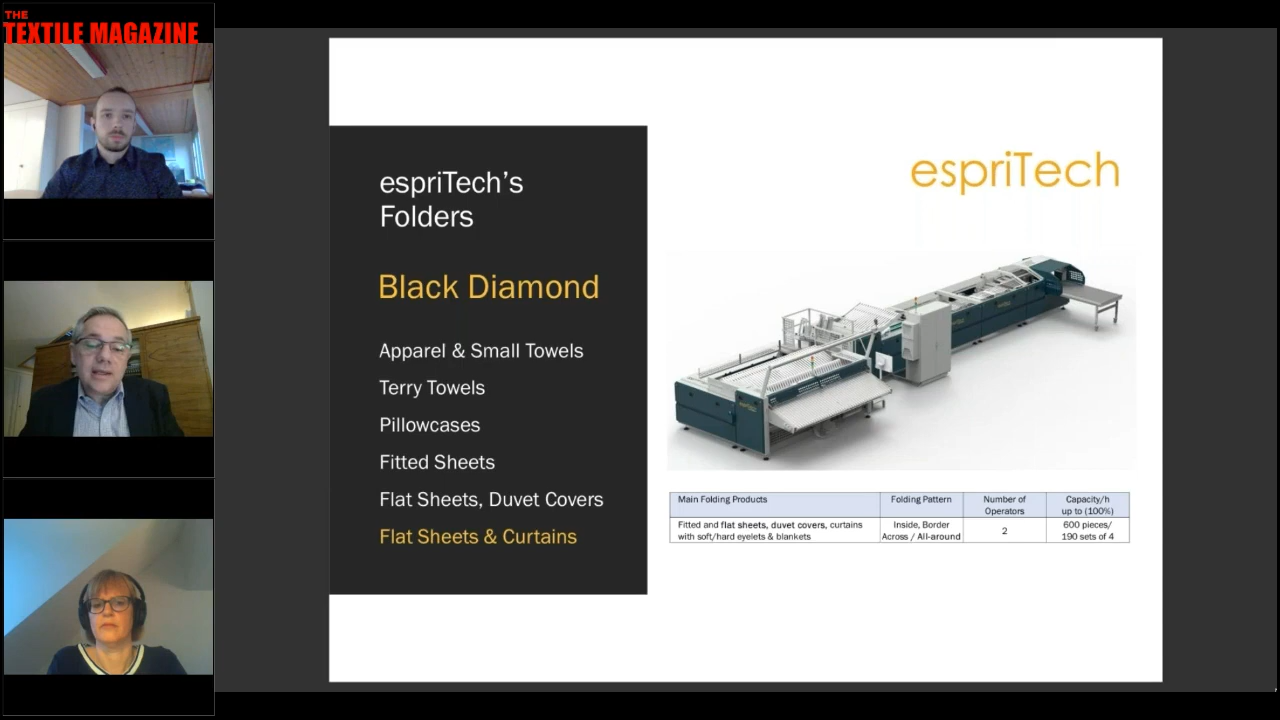 THE
TEXTILE MAGAZINE
espriTech's
Folders
Black Diamond
Apparel & Small Towels
Terry Towels
Pillowcases
Fitted Sheets
Flat Sheets, Duvet Covers
Flat Sheets & Curtains
espriTech
Main Folding Products
Folding Pattern
Number of
Operators
Capacity/h
up to (100%)
Fitted and flat sheets, duvet covers, curtains
with soft/hard eyelets & blankets
Inside, Border
Across / All-around
2
600 pieces/
190 sets of 4